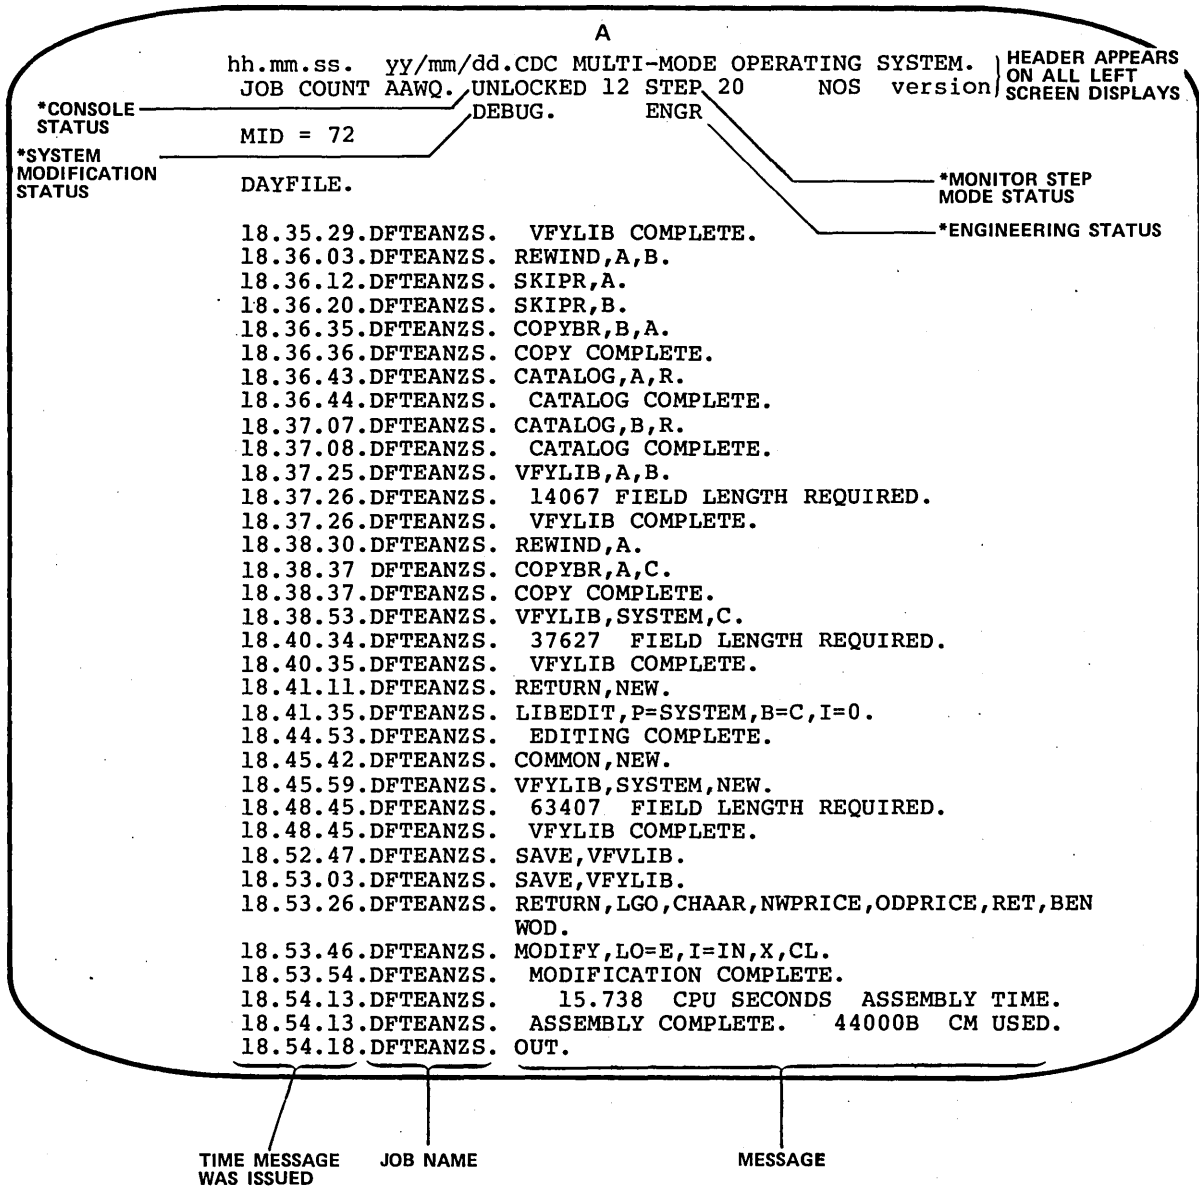 A
hh.mm.ss. yy/mm/dd.CDC MULTI-MODE OPERATING SYSTEM.
JOB COUNT AAWQ. UNLOCKED 12 STEP 20 NOS version
DEBUG. ENGR
HEADER APPEARS
ON ALL LEFT
SCREEN DISPLAYS
*CONSOLE
STATUS
MID = 72
*SYSTEM
MODIFICATION
STATUS
DAYFILE.
*MONITOR STEP
MODE STATUS
*ENGINEERING STATUS
18.35.29.DFTEANZS. VFYLIB COMPLETE.
18.36.03.DFTEANZS. REWIND,A,B.
18.36.12.DFTEANZS. SKIPR,A.
18.36.20.DFTEANZS. SKIPR,B.
18.36.35.DFTEANZS. COPYBR,B,A.
18.36.36.DFTEANZS. COPY COMPLETE.
18.36.43.DFTEANZS. CATALOG,A,R.
18.36.44.DFTEANZS. CATALOG COMPLETE.
18.37.07.DFTEANZS. CATALOG,B,R.
18.37.08.DFTEANZS. CATALOG COMPLETE.
18.37.25.DFTEANZS. VFYLIB,A,B.
18.37.26.DFTEANZS. 14067 FIELD LENGTH REQUIRED.
18.37.26.DFTEANZS. VFYLIB COMPLETE.
18.38.30.DFTEANZS. REWIND,A.
18.38.37 DFTEANZS. COPYBR,A,C.
18.38.37.DFTEANZS. COPY COMPLETE.
18.38.53.DFTEANZS. VFYLIB,SYSTEM,C.
18.40.34.DFTEANZS. 37627 FIELD LENGTH REQUIRED.
18.40.35.DFTEANZS. VFYLIB COMPLETE.
18.41.11.DFTEANZS. RETURN,NEW.
18.41.35.DFTEANZS. LIBEDIT,P=SYSTEM,B=C,I=0.
18.44.53.DFTEANZS. EDITING COMPLETE.
18.45.42.DFTEANZS. COMMON,NEW.
18.45.59.DFTEANZS. VFYLIB,SYSTEM,NEW.
18.48.45.DFTEANZS. 63407 FIELD LENGTH REQUIRED.
18.48.45.DFTEANZS. VFYLIB COMPLETE.
18.52.47.DFTEANZS. SAVE,VFVLIB.
18.53.03.DFTEANZS. SAVE,VFYLIB.
18.53.26.DFTEANZS. RETURN,LGO,CHAAR,NWPRICE,ODPRICE,RET,BEN
WOD.
18.53.46.DFTEANZS. MODIFY,LO=E,I=IN,X,CL.
18.53.54.DFTEANZS. MODIFICATION COMPLETE.
18.54.13.DFTEANZS. 15.738 CPU SECONDS ASSEMBLY TIME.
18.54.13.DFTEANZS. ASSEMBLY COMPLETE. 44000B CM USED.
18.54.18.DFTEANZS. OUT.
TIME MESSAGE
WAS ISSUED
JOB NAME
MESSAGE